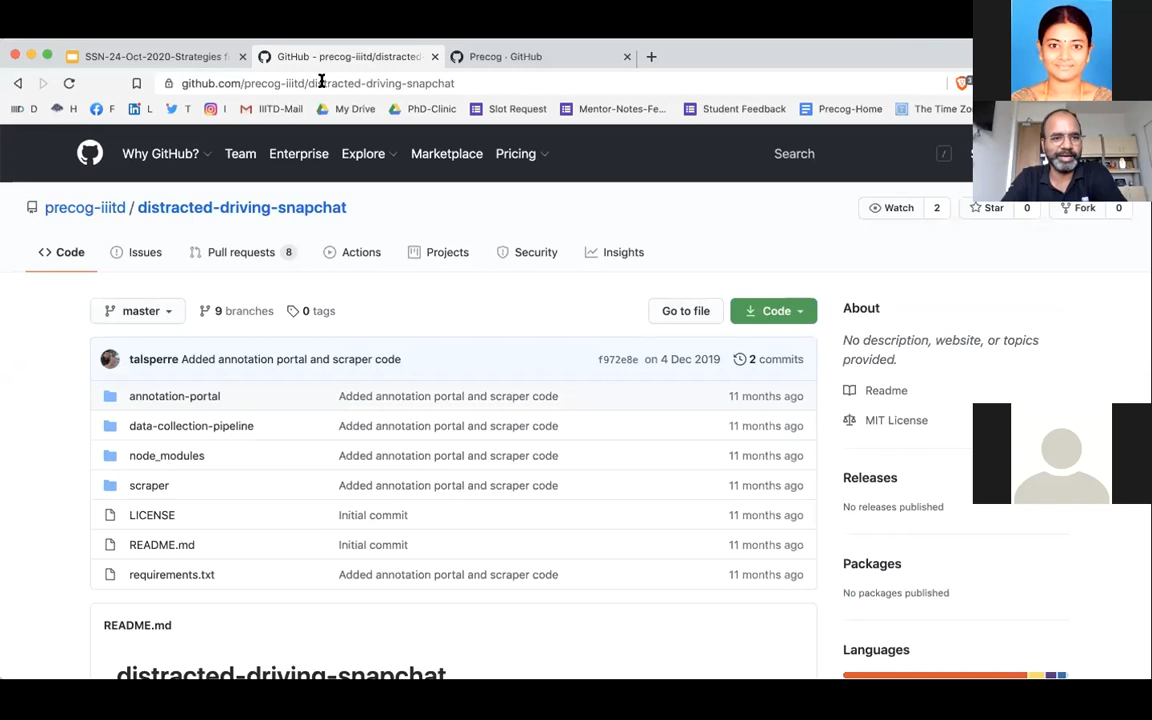 SSN-24-Oct-2020-Strategies f
GitHub - precog-iiitd/distracted-
Precog · GitHub
github.com/precog-iiitd/distracted-driving-snapchat
D
H
F
L
T
I
IIITD-Mail
My Drive
PhD-Clinic
Slot Request
Mentor-Notes-Fe...
Student Feedback
Precog-Home
The Time Zo
Why GitHub?
Team
Enterprise
Explore
Marketplace
Pricing
Search
/
precog-iiitd / distracted-driving-snapchat
Watch 2
Star 0
Fork 0
Code
Issues
Pull requests 8
Actions
Projects
Security
Insights
master
9 branches
0 tags
Go to file
Code
talsperre Added annotation portal and scraper code
f972e8e on 4 Dec 2019
2 commits
annotation-portal Added annotation portal and scraper code 11 months ago
data-collection-pipeline Added annotation portal and scraper code 11 months ago
node_modules Added annotation portal and scraper code 11 months ago
scraper Added annotation portal and scraper code 11 months ago
LICENSE Initial commit 11 months ago
README.md Initial commit 11 months ago
requirements.txt Added annotation portal and scraper code 11 months ago
README.md
distracted-driving-snapchat
About
No description, website, or topics
provided.
Readme
MIT License
Releases
No releases published
Packages
No packages published
Languages